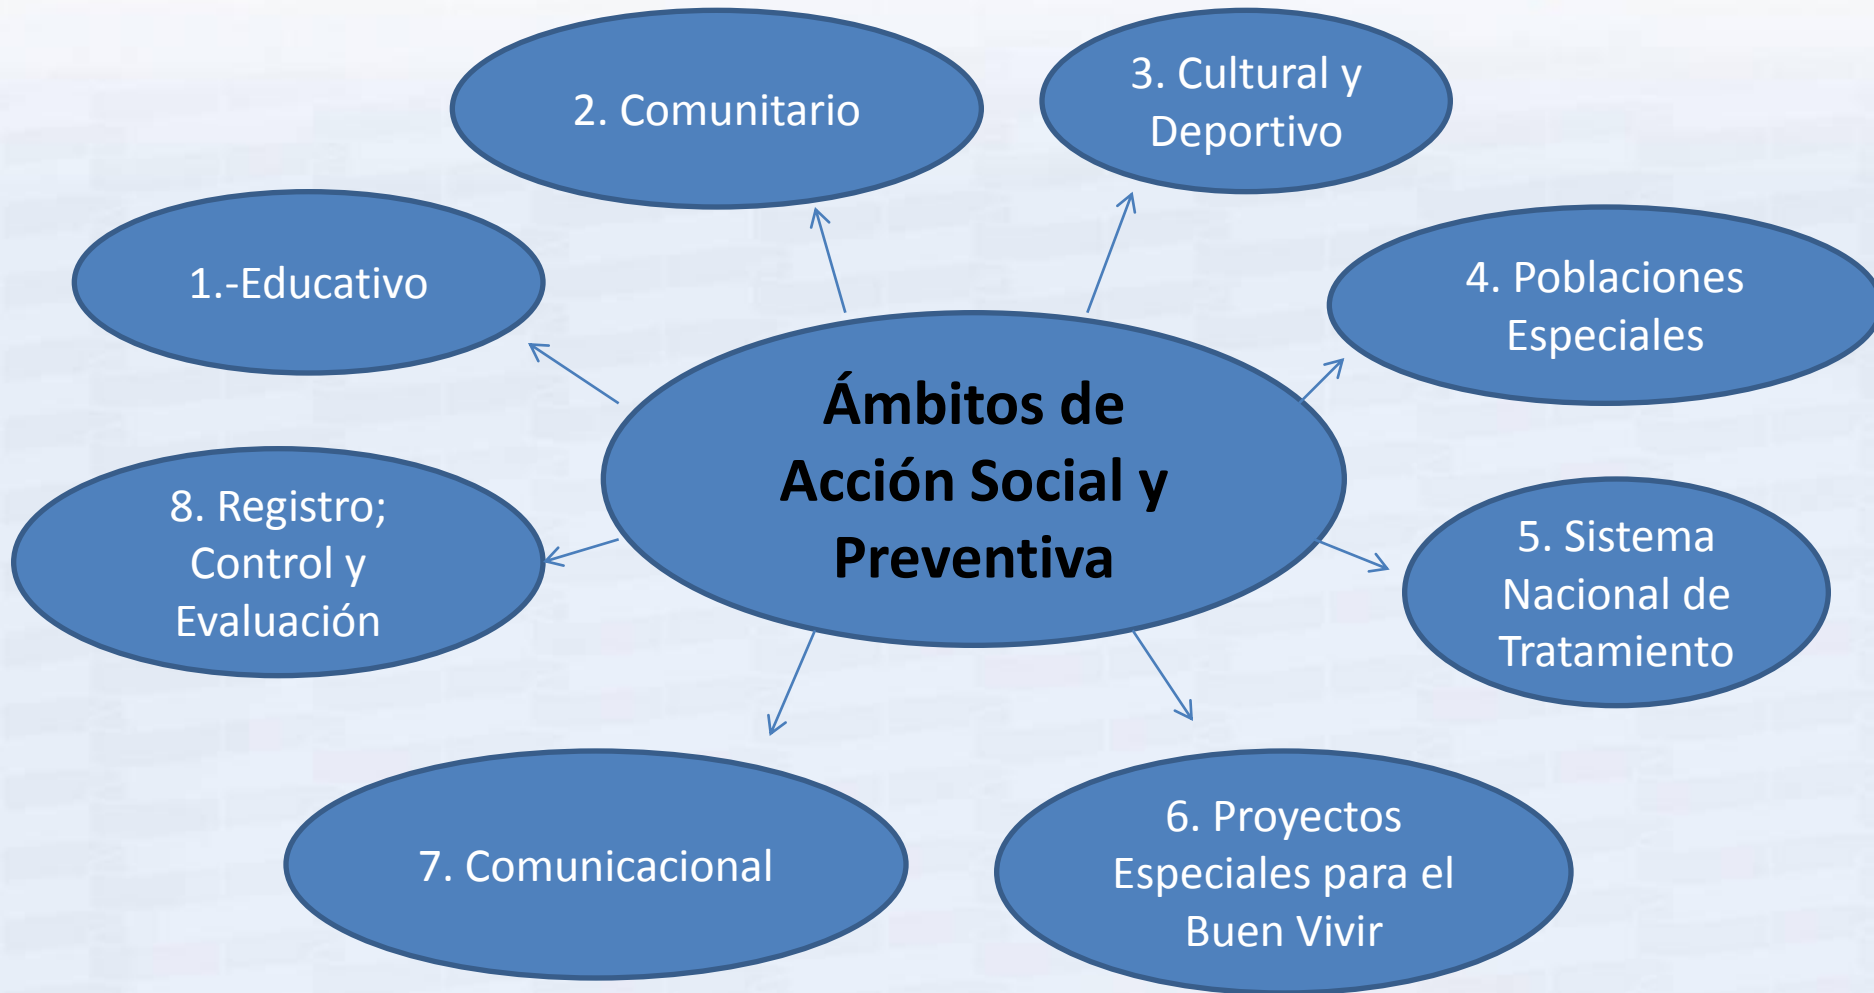 Ámbitos de
Acción Social y
Preventiva
1.-Educativo
2. Comunitario
3. Cultural y
Deportivo
4. Poblaciones
Especiales
5. Sistema
Nacional de
Tratamiento
6. Proyectos
Especiales para el
Buen Vivir
7. Comunicacional
8. Registro;
Control y
Evaluación